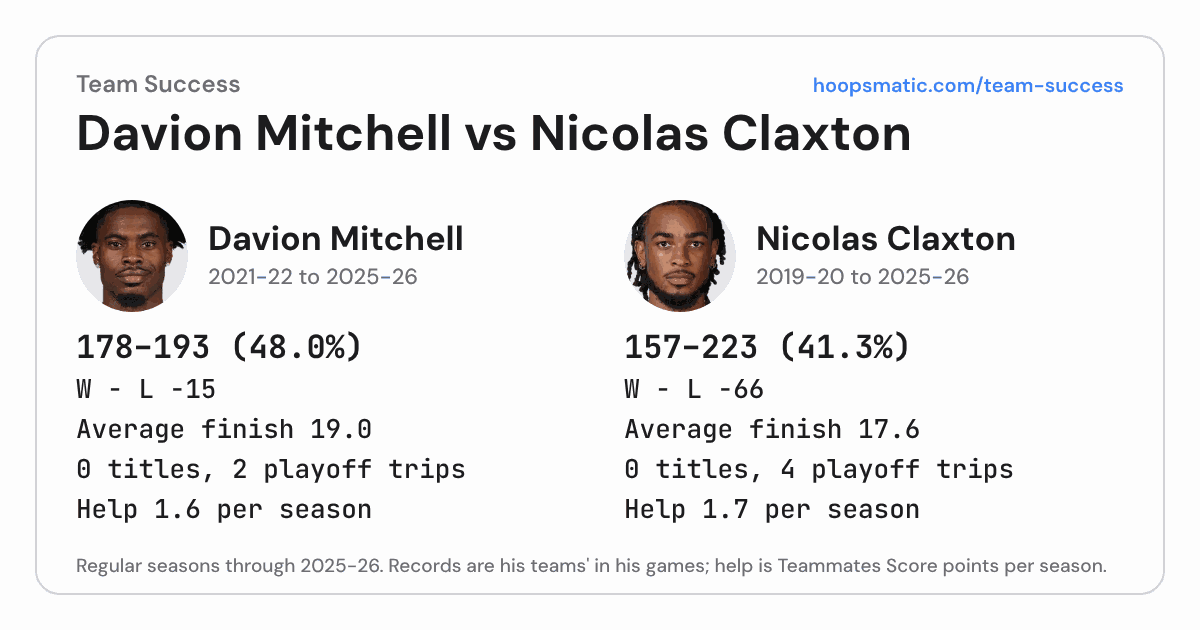 Team Success
hoopsmatic.com/team-success
Davion Mitchell vs Nicolas Claxton
Davion Mitchell
2021-22 to 2025-26
178-193 (48.0%)
W - L -15
Average finish 19.0
0 titles, 2 playoff trips
Help 1.6 per season
Nicolas Claxton
2019-20 to 2025-26
157-223 (41.3%)
W - L -66
Average finish 17.6
0 titles, 4 playoff trips
Help 1.7 per season
Regular seasons through 2025-26. Records are his teams' in his games; help is Teammates Score points per season.